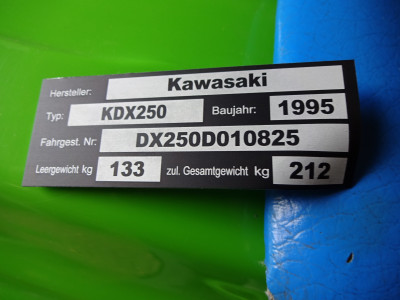 Hersteller: Kawasaki
Typ: KDX250 Baujahr: 1995
Fahrgest. Nr: DX250D010825
Leergewicht kg 133 zul. Gesamtgewicht kg 212